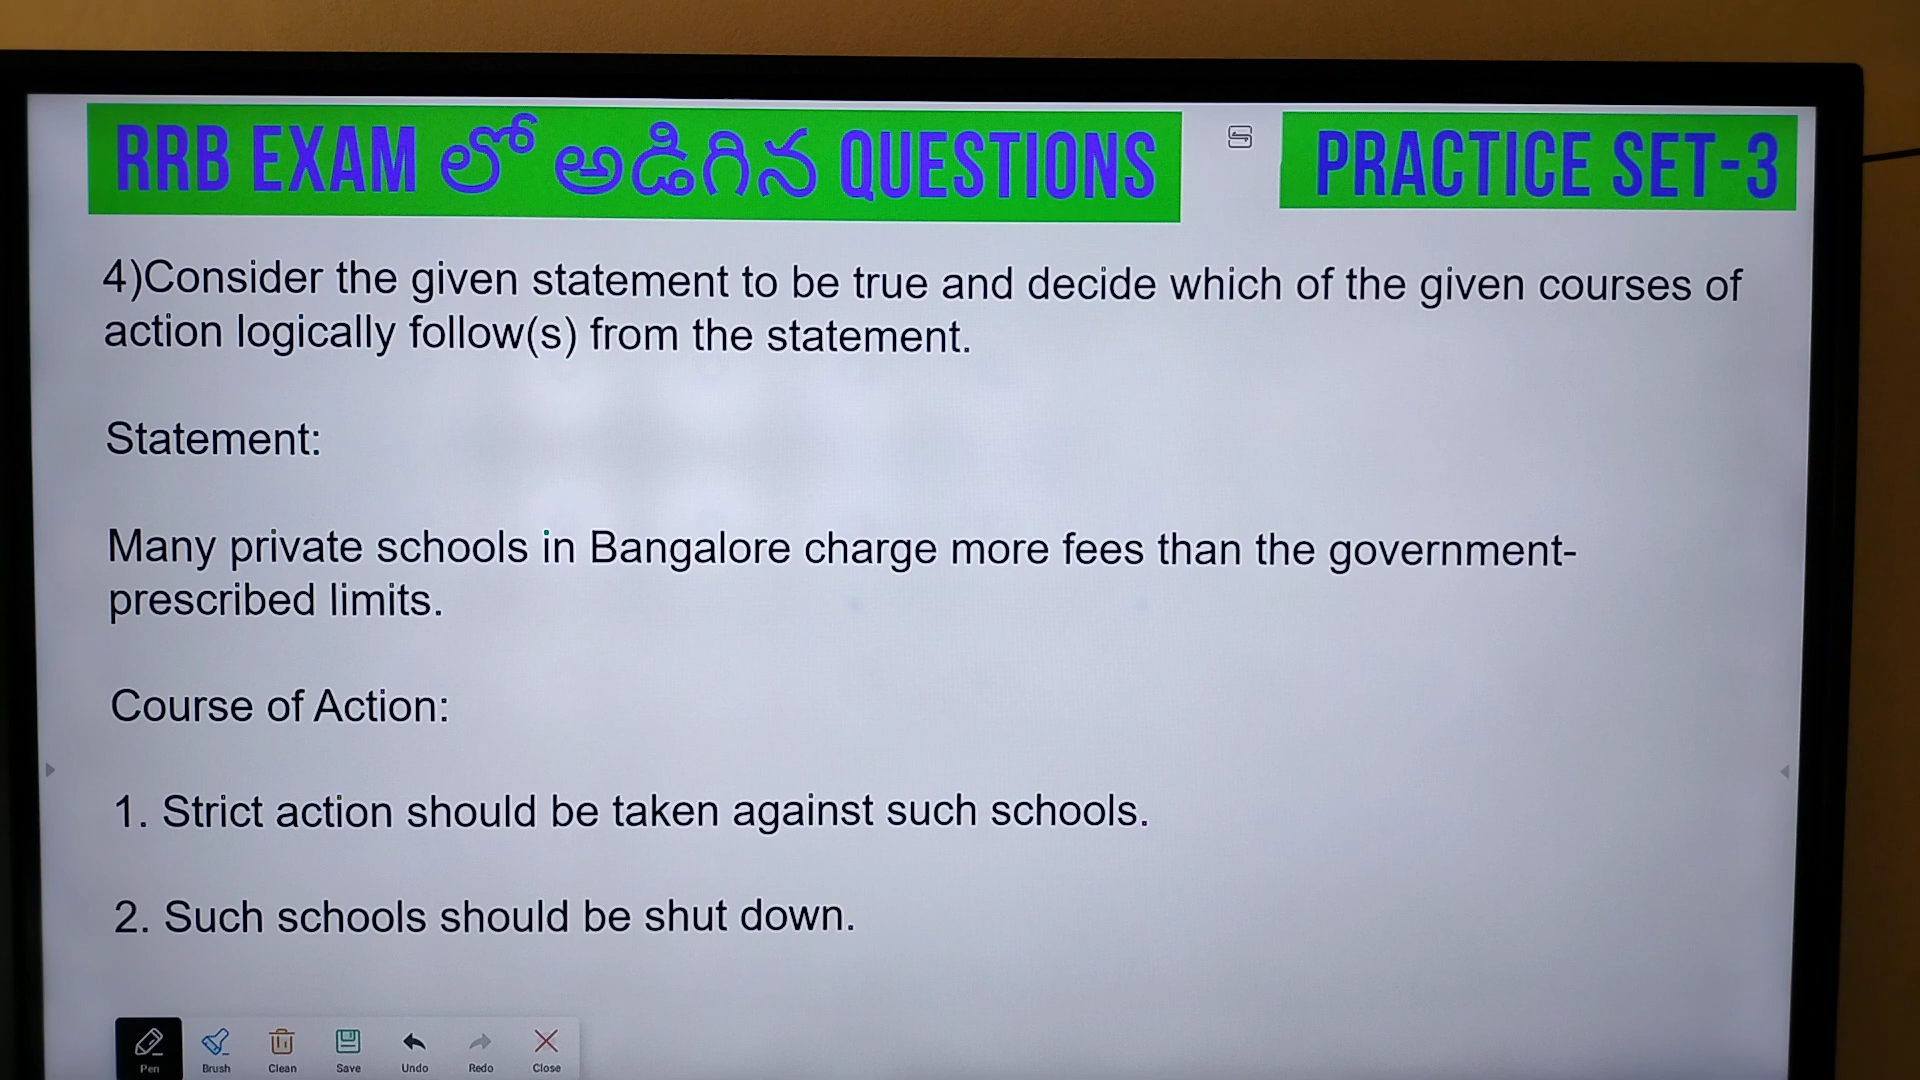 RRB EXAM లో అడిగిన QUESTIONS
PRACTICE SET-3
4)Consider the given statement to be true and decide which of the given courses of
action logically follow(s) from the statement.
Statement:
Many private schools in Bangalore charge more fees than the government-
prescribed limits.
Course of Action:
1. Strict action should be taken against such schools.
2. Such schools should be shut down.
Pen Brush Clean Save Undo Redo Close